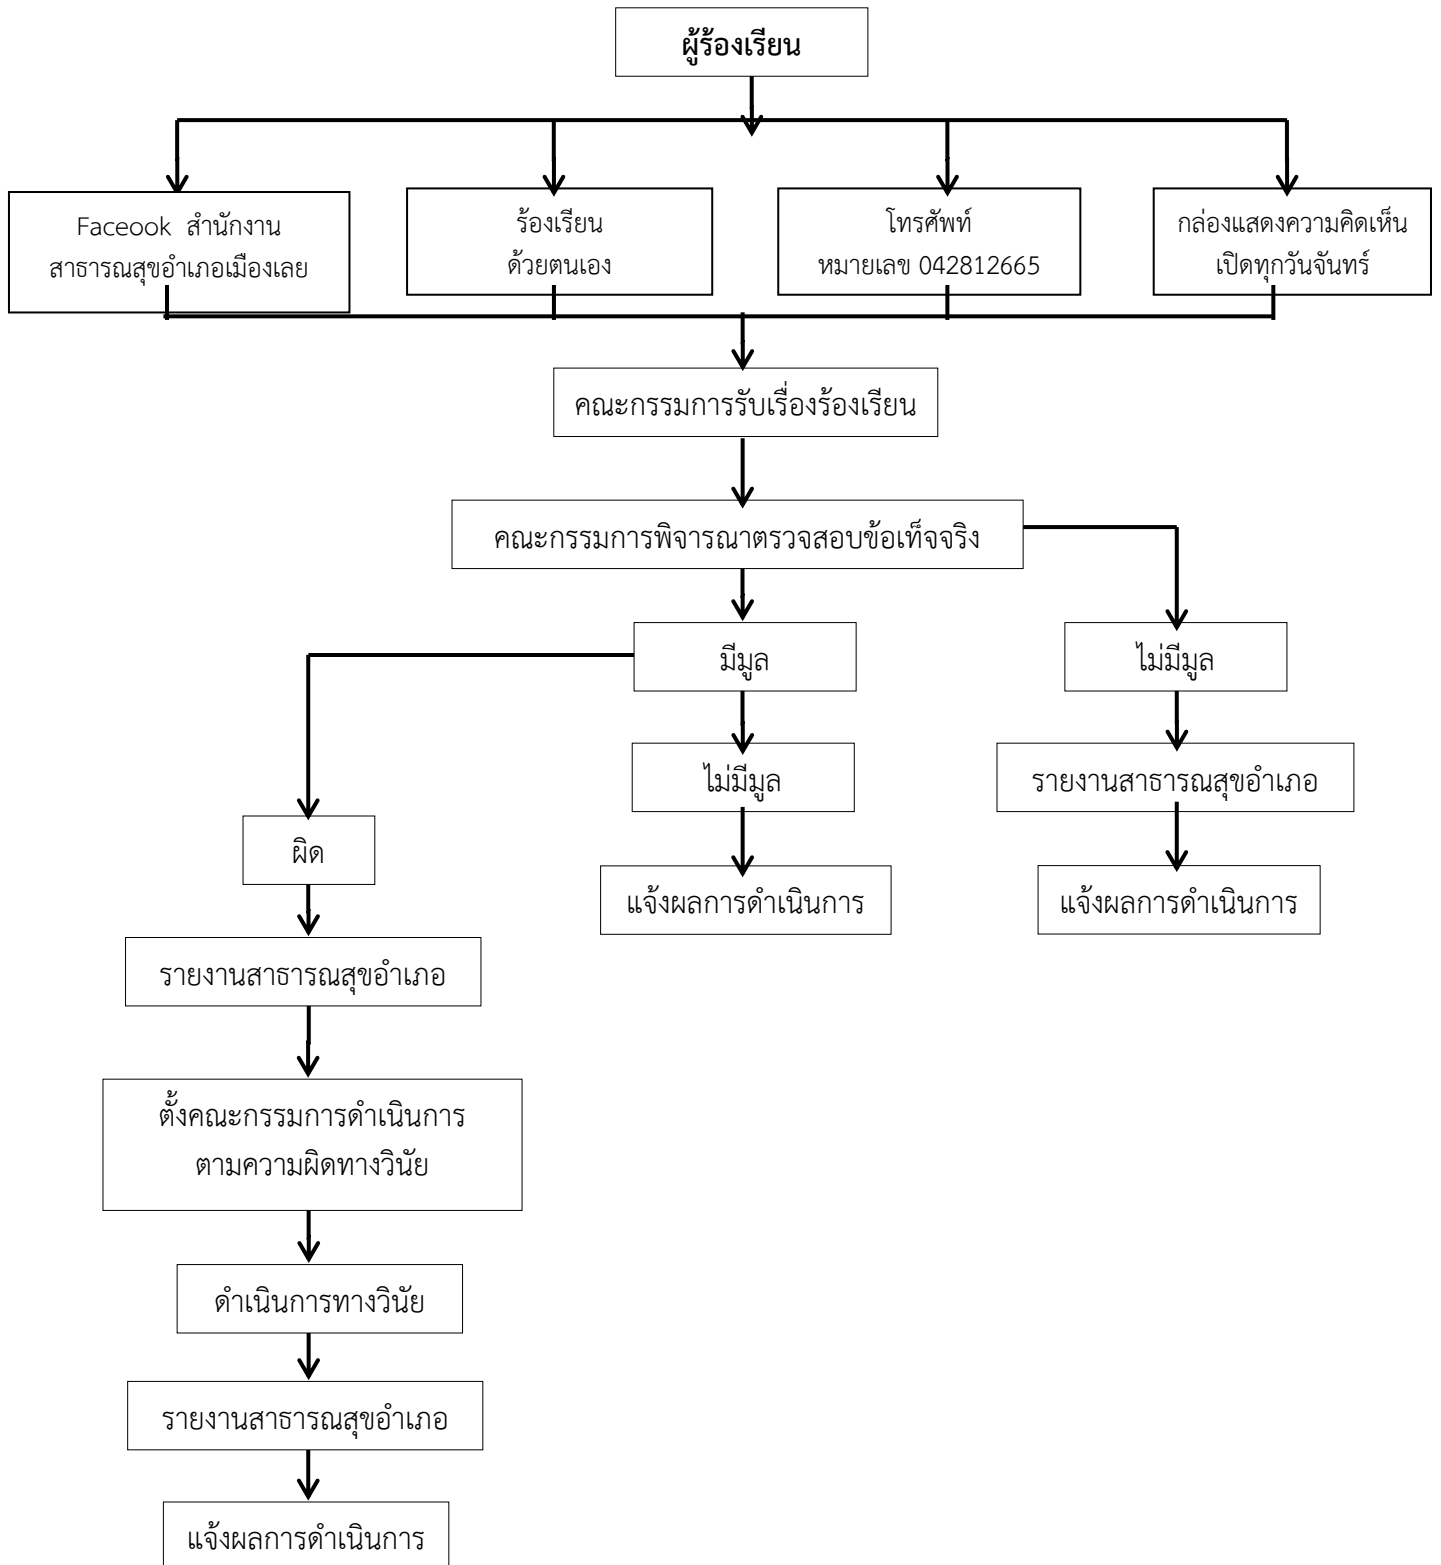 ผู้ร้องเรียน
Faceook สำนักงาน
สาธารณสุขอำเภอเมืองเลย
ร้องเรียน
ด้วยตนเอง
โทรศัพท์
หมายเลข 042812665
กล่องแสดงความคิดเห็น
เปิดทุกวันจันทร์
คณะกรรมการรับเรื่องร้องเรียน
คณะกรรมการพิจารณาตรวจสอบข้อเท็จจริง
มีมูล
ไม่มีมูล
ไม่มีมูล
รายงานสาธารณสุขอำเภอ
ผิด
แจ้งผลการดำเนินการ
แจ้งผลการดำเนินการ
รายงานสาธารณสุขอำเภอ
ตั้งคณะกรรมการดำเนินการ
ตามความผิดทางวินัย
ดำเนินการทางวินัย
รายงานสาธารณสุขอำเภอ
แจ้งผลการดำเนินการ